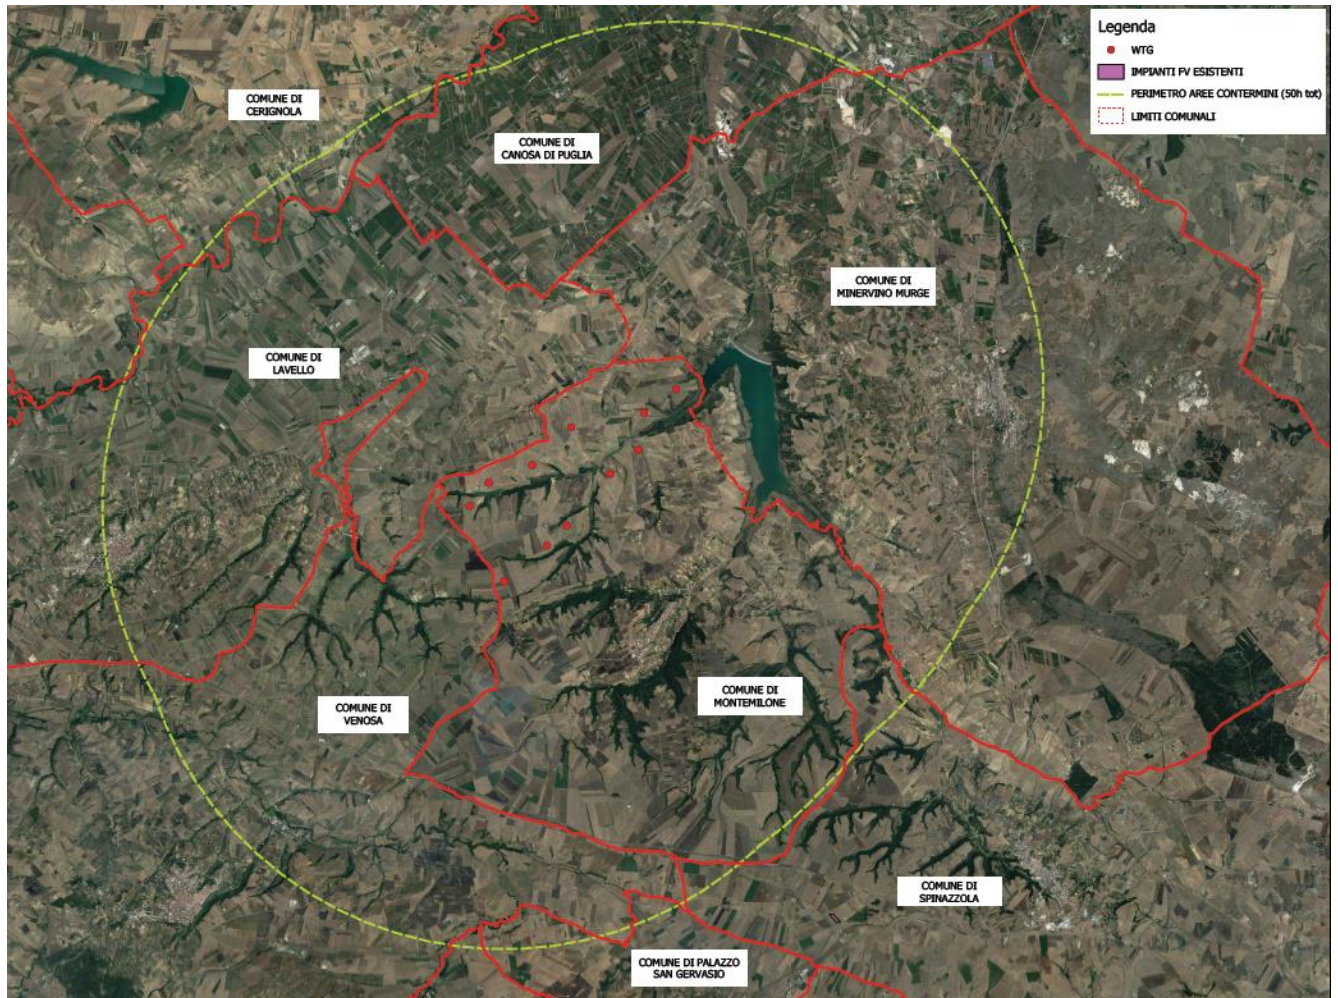 Legenda
WTG
IMPIANTI FV ESISTENTI
PERIMETRO AREE CONTERMINI (50h tot)
LIMITI COMUNALI
COMUNE DI
CERIGNOLA
COMUNE DI
CANOSA DI PUGLIA
COMUNE DI
MINERVINO MURGE
COMUNE DI
LAVELLO
COMUNE DI
VENOSA
COMUNE DI
MONTEMILONE
COMUNE DI
SPINAZZOLA
COMUNE DI PALAZZO
SAN GERVASIO